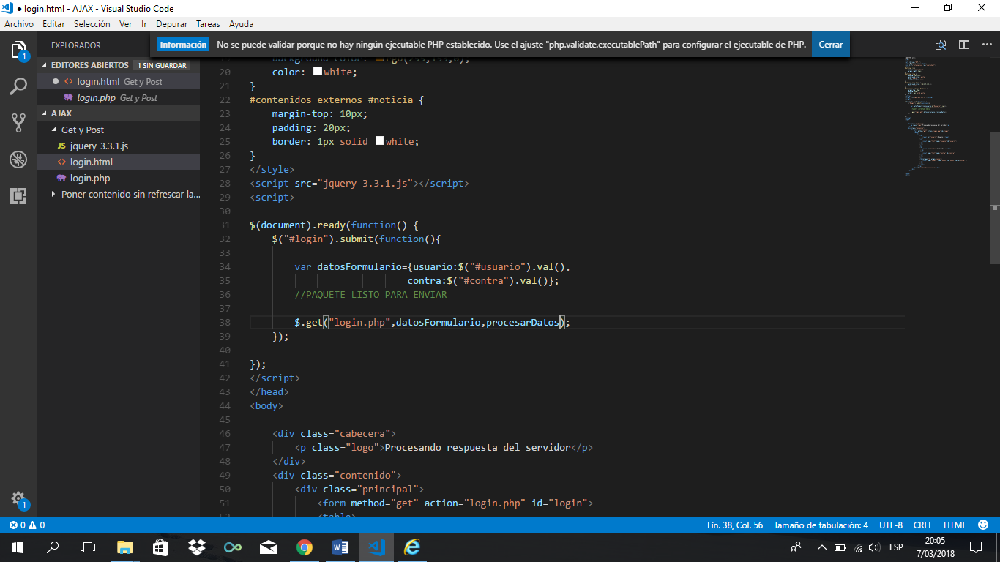 ● login.html - AJAX - Visual Studio Code
Archivo Editar Selección Ver Ir Depurar Tareas Ayuda
Información No se puede validar porque no hay ningún ejecutable PHP establecido. Use el ajuste "php.validate.executablePath" para configurar el ejecutable de PHP. Cerrar
1
EXPLORADOR
EDITORES ABIERTOS 1 SIN GUARDAR
login.html Get y Post
login.php Get y Post
AJAX
Get y Post
JS jquery-3.3.1.js
login.html
login.php
Poner contenido sin refrescar la...
20 color: white;
21 }
22 #contenidos_externos #noticia {
23 margin-top: 10px;
24 padding: 20px;
25 border: 1px solid white;
26 }
27 </style>
28 <script src="jquery-3.3.1.js"></script>
29 <script>
30
31 $(document).ready(function() {
32 $("#login").submit(function(){
33
34 var datosFormulario={usuario:$("#usuario").val(),
35 contra:$("#contra").val()};
36 //PAQUETE LISTO PARA ENVIAR
37
38 $.get("login.php",datosFormulario,procesarDatos);
39 });
40
41 });
42 </script>
43 </head>
44 <body>
45
46 <div class="cabecera">
47 <p class="logo">Procesando respuesta del servidor</p>
48 </div>
49 <div class="contenido">
50 <div class="principal">
51 <form method="get" action="login.php" id="login">
1
0 0
Lín. 38, Col. 56 Tamaño de tabulación: 4 UTF-8 CRLF HTML
ESP
20:05
7/03/2018